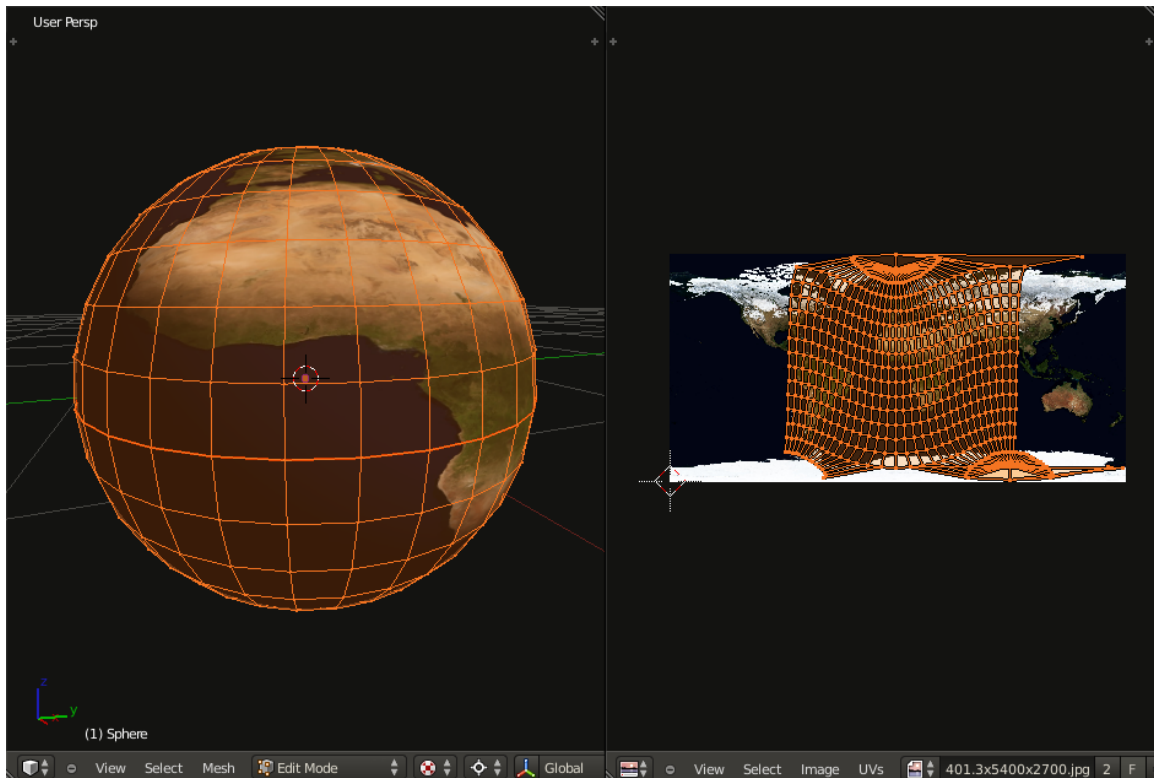 User Persp
z
y
(1) Sphere
View Select Mesh Edit Mode Global
View Select Image UVs 401.3x5400x2700.jpg 2 F